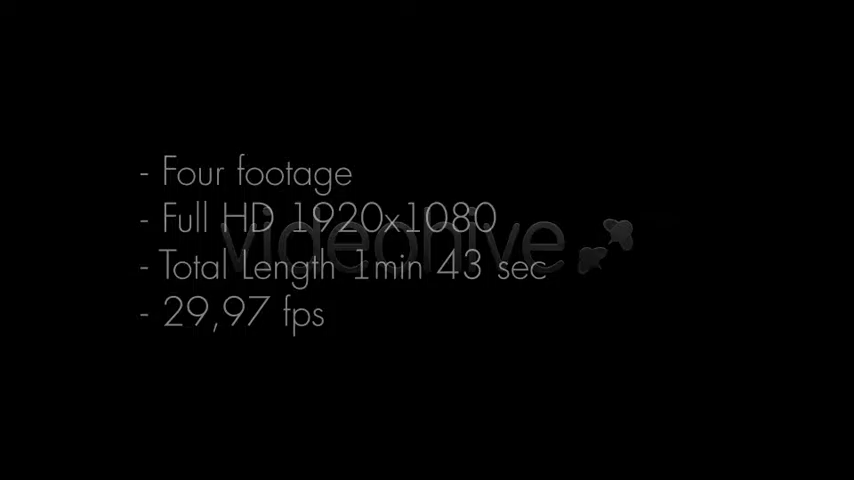 - Four footage
- Full HD 1920x1080
videohive
- Total Length 1min 43 sec
- 29,97 fps